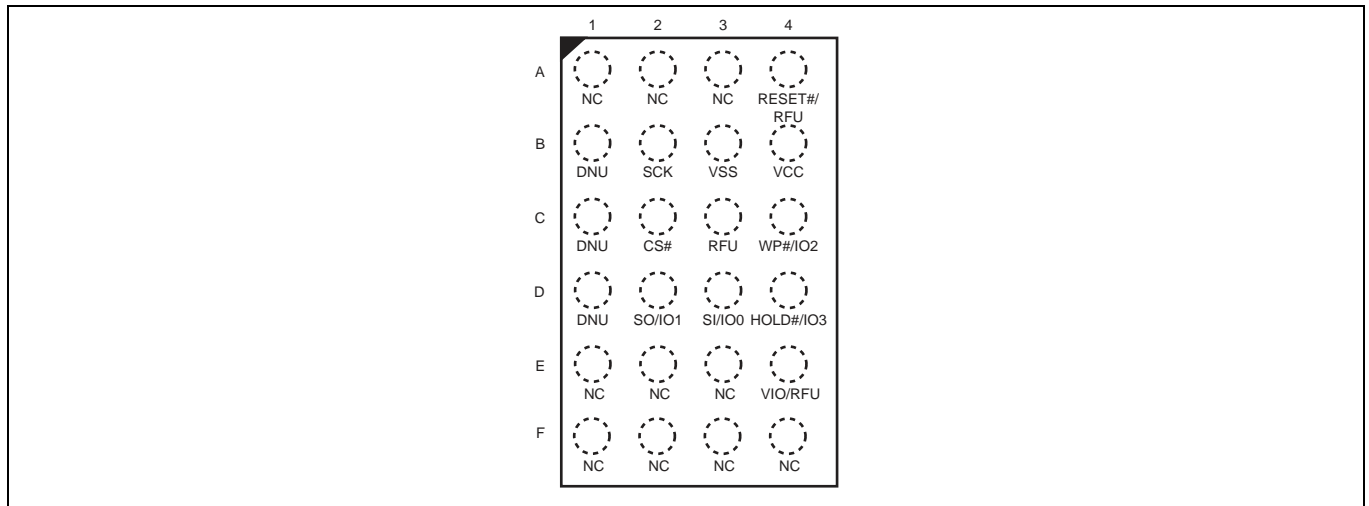 1 2 3 4
A
NC NC NC RESET#/
RFU
B
DNU SCK VSS VCC
C
DNU CS# RFU WP#/IO2
D
DNU SO/IO1 SI/IO0 HOLD#/IO3
E
NC NC NC VIO/RFU
F
NC NC NC NC